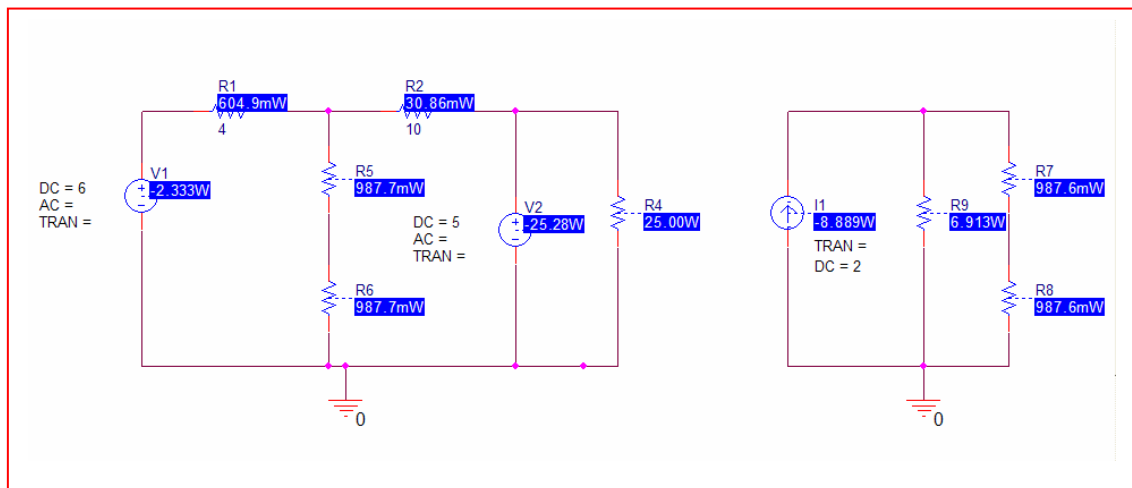 R1
604.9mW
4
R2
30.86mW
10
V1
-2.333W
DC = 6
AC =
TRAN =
R5
987.7mW
R6
987.7mW
V2
-25.28W
DC = 5
AC =
TRAN =
R4
25.00W
0
I1
-8.889W
TRAN =
DC = 2
R9
6.913W
R7
987.6mW
R8
987.6mW
0